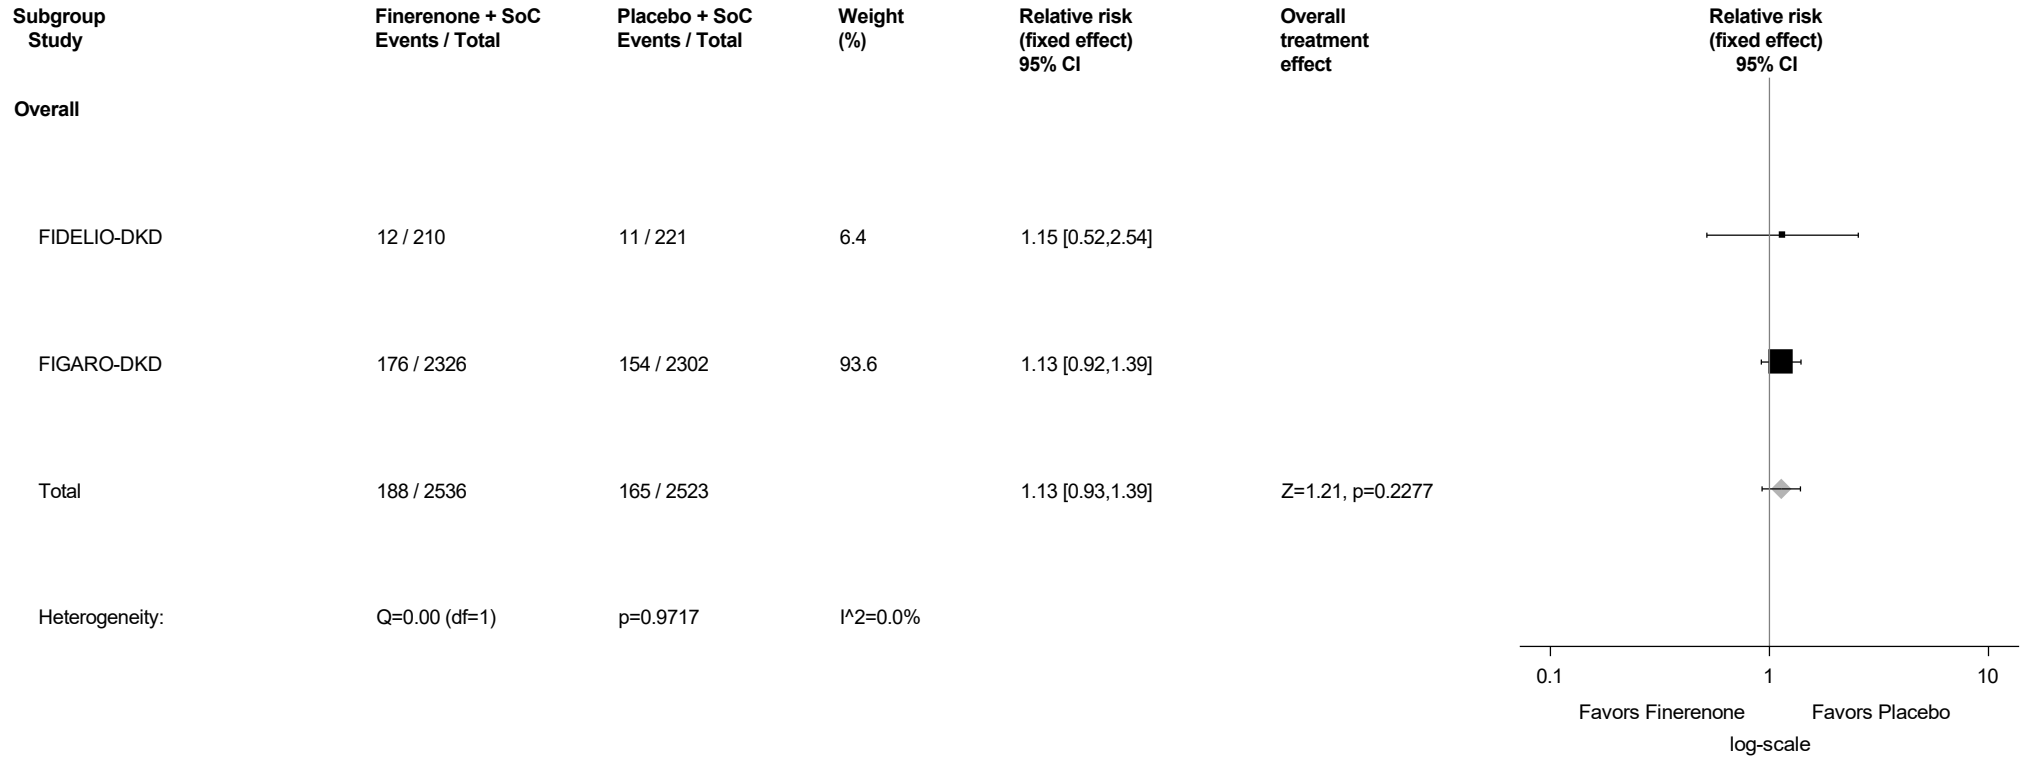 Subgroup Finerenone + SoC Placebo + SoC Weight Relative risk Overall Relative risk
Study Events / Total Events / Total (%) (fixed effect) treatment (fixed effect)
95% CI effect 95% CI
Overall
FIDELIO-DKD 12 / 210 11 / 221 6.4 1.15 [0.52,2.54]
FIGARO-DKD 176 / 2326 154 / 2302 93.6 1.13 [0.92,1.39]
Total 188 / 2536 165 / 2523 1.13 [0.93,1.39] Z=1.21, p=0.2277
Heterogeneity: Q=0.00 (df=1) p=0.9717 I^2=0.0%
0.1 1 10
Favors Finerenone Favors Placebo
log-scale